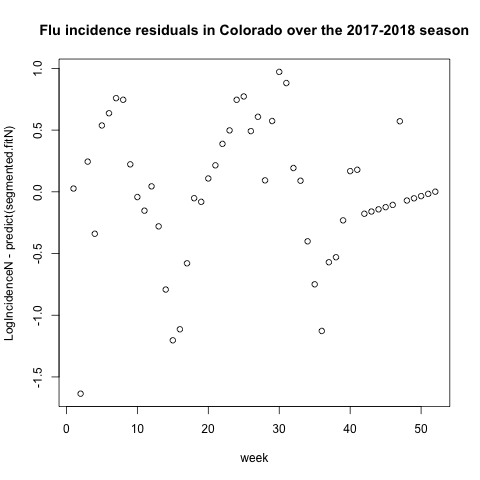 Flu incidence residuals in Colorado over the 2017-2018 season
LogIncidenceN - predict(segmented.fitN)
1.0
0.5
0.0
-0.5
-1.0
-1.5
0 10 20 30 40 50
week